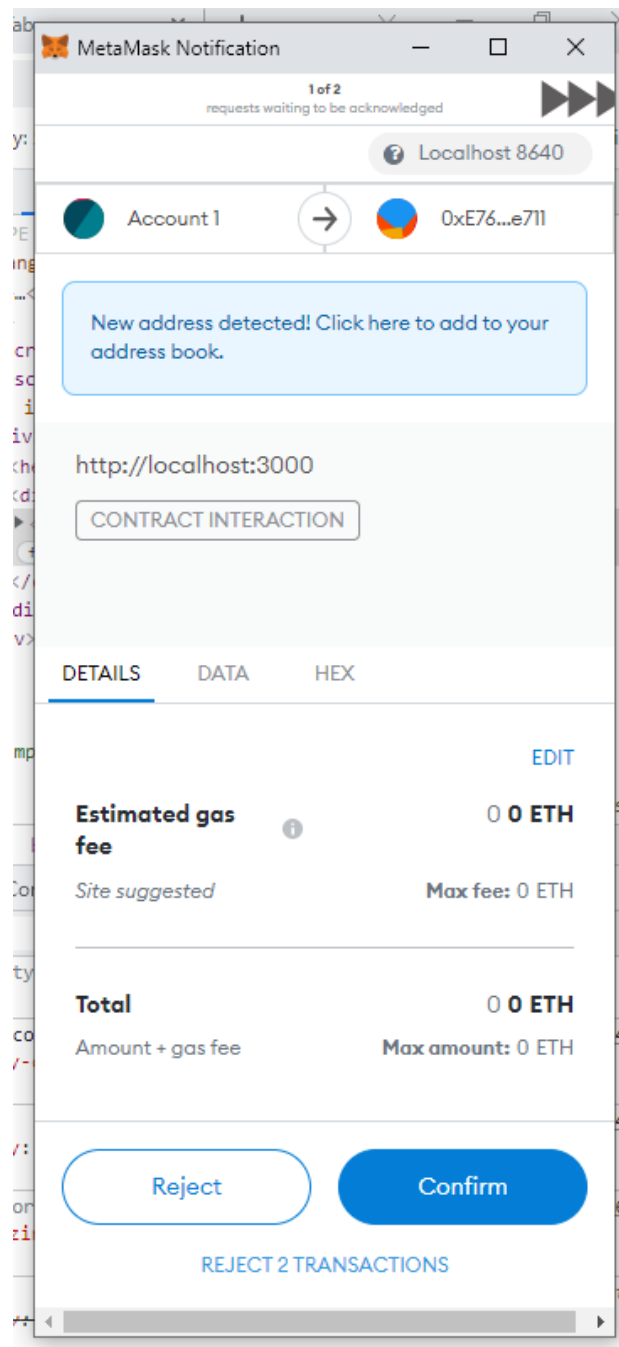 MetaMask Notification
1 of 2
requests waiting to be acknowledged
Localhost 8640
Account 1
0xE76...e711
New address detected! Click here to add to your
address book.
http://localhost:3000
CONTRACT INTERACTION
DETAILS DATA HEX
EDIT
Estimated gas
fee
0 0 ETH
Site suggested
Max fee: 0 ETH
Total
0 0 ETH
Amount + gas fee
Max amount: 0 ETH
Reject
Confirm
REJECT 2 TRANSACTIONS